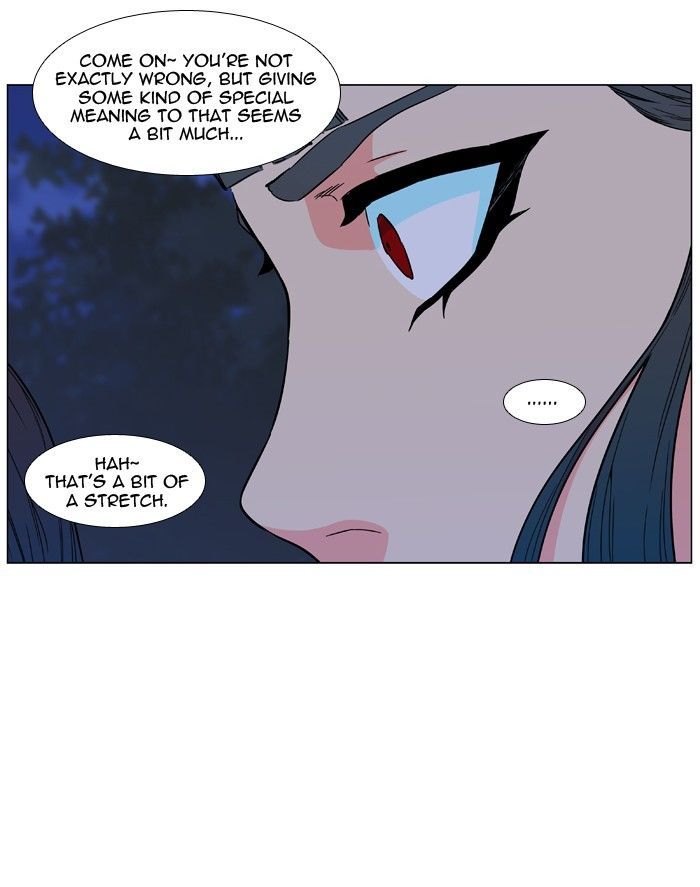 COME ON~ YOU'RE NOT
EXACTLY WRONG, BUT GIVING
SOME KIND OF SPECIAL
MEANING TO THAT SEEMS
A BIT MUCH...
......
HAH~
THAT'S A BIT OF
A STRETCH.